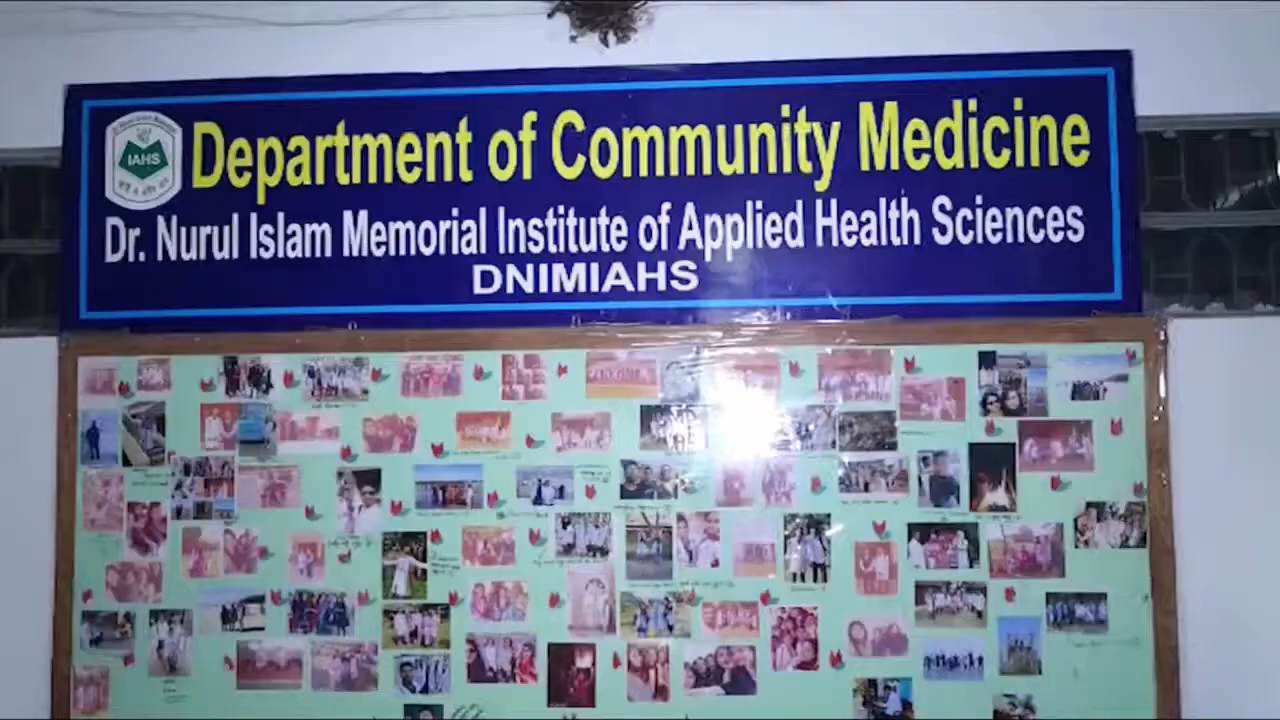 Department of Community Medicine
IAHS
Dr. Nurul Islam Memorial Institute of Applied Health Sciences
DNIMIAHS